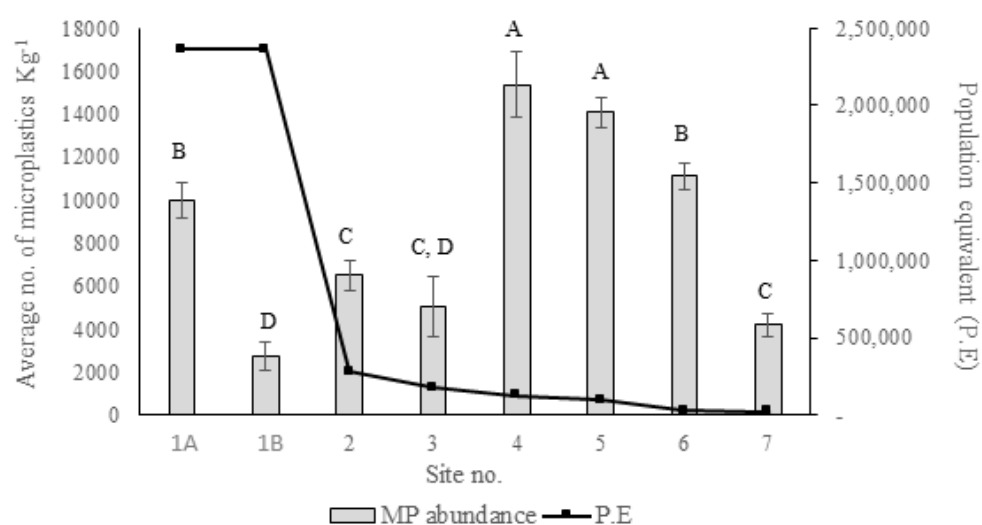 Average no. of microplastics Kg-1
18000
16000
14000
12000
10000
8000
6000
4000
2000
0
B
D
C
C, D
A
A
B
C
2,500,000
2,000,000
1,500,000
1,000,000
500,000
-
Population equivalent (P.E)
1A 1B 2 3 4 5 6 7
Site no.
MP abundance P.E